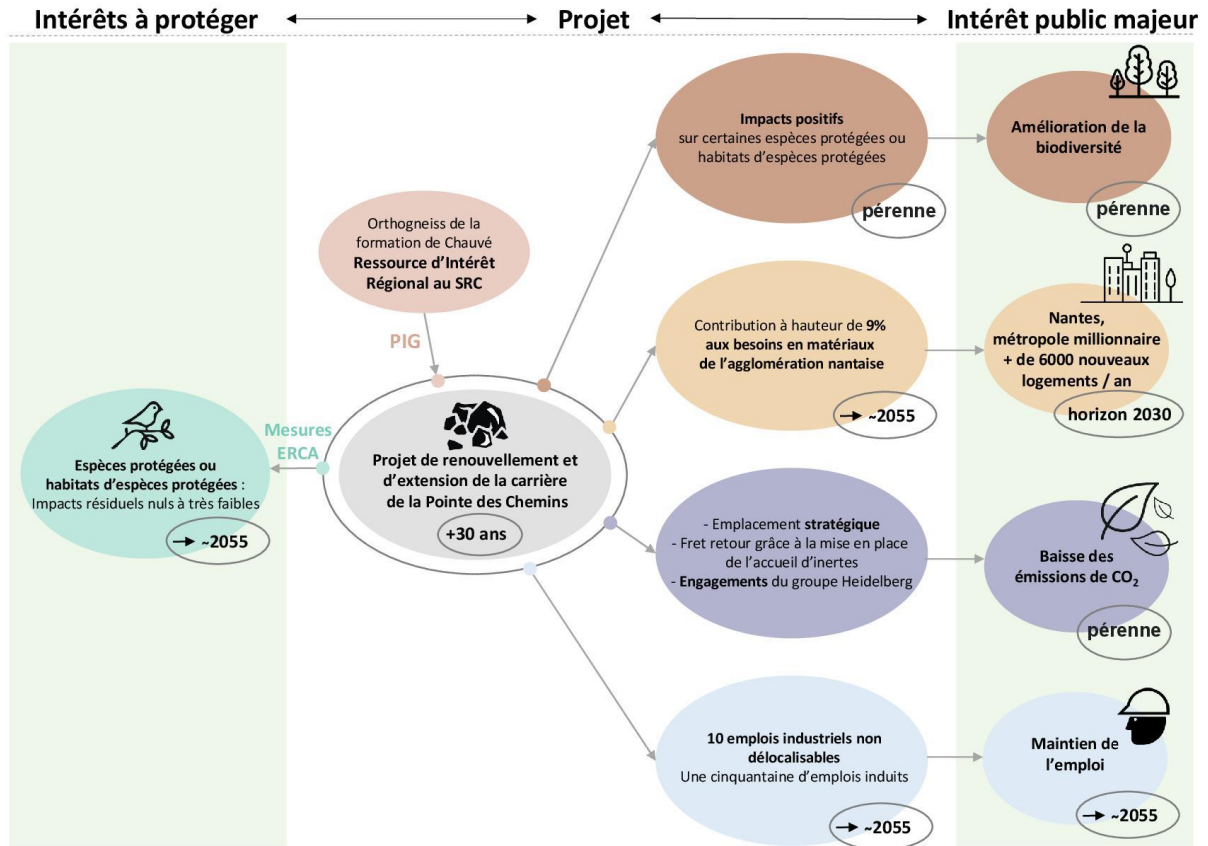 Intérêts à protéger
Projet
Intérêt public majeur
Impacts positifs
sur certaines espèces protégées ou
habitats d'espèces protégées
pérenne
Amélioration de la
biodiversité
pérenne
Orthogneiss de la
formation de Chauvé
Ressource d'Intérêt
Régional au SRC
PIG
Contribution à hauteur de 9%
aux besoins en matériaux
de l'agglomération nantaise
~2055
Nantes,
métropole millionnaire
+ de 6000 nouveaux
logements / an
horizon 2030
Mesures
ERCA
Espèces protégées ou
habitats d'espèces protégées :
Impacts résiduels nuls à très faibles
~2055
Projet de renouvellement et
d'extension de la carrière
de la Pointe des Chemins
+30 ans
- Emplacement stratégique
- Fret retour grâce à la mise en place
de l'accueil d'inertes
- Engagements du groupe Heidelberg
Baisse des
émissions de CO₂
pérenne
10 emplois industriels non
délocalisables
Une cinquantaine d'emplois induits
~2055
Maintien de
l'emploi
~2055